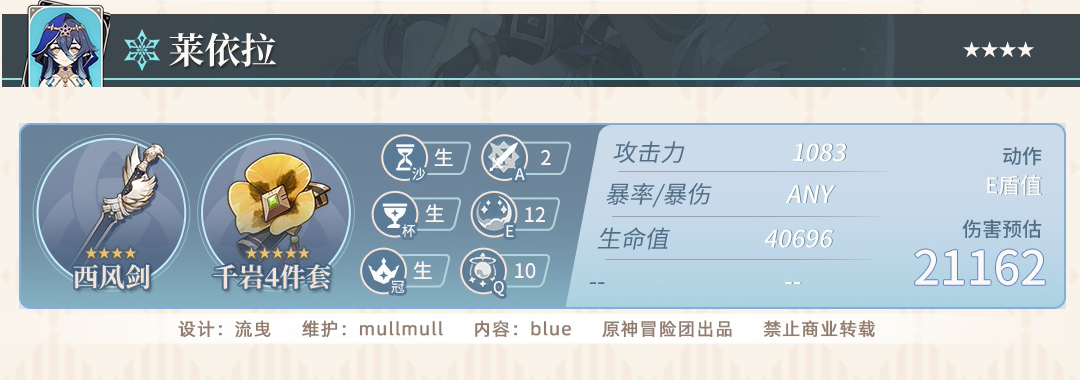 莱依拉
★★★★
沙 生 A 2
杯 生 E 12
冠 生 Q 10
西风剑
千岩4件套
攻击力 1083
暴率/暴伤 ANY
生命值 40696
-- --
动作
E盾值
伤害预估
21162
设计：流曳 维护：mullmull 内容：blue 原神冒险团出品 禁止商业转载